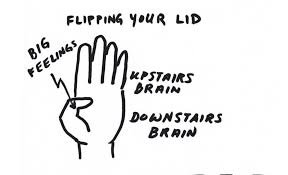 FLIPPING YOUR LID
BIG
FEELINGS
UPSTAIRS
BRAIN
DOWNSTAIRS
BRAIN